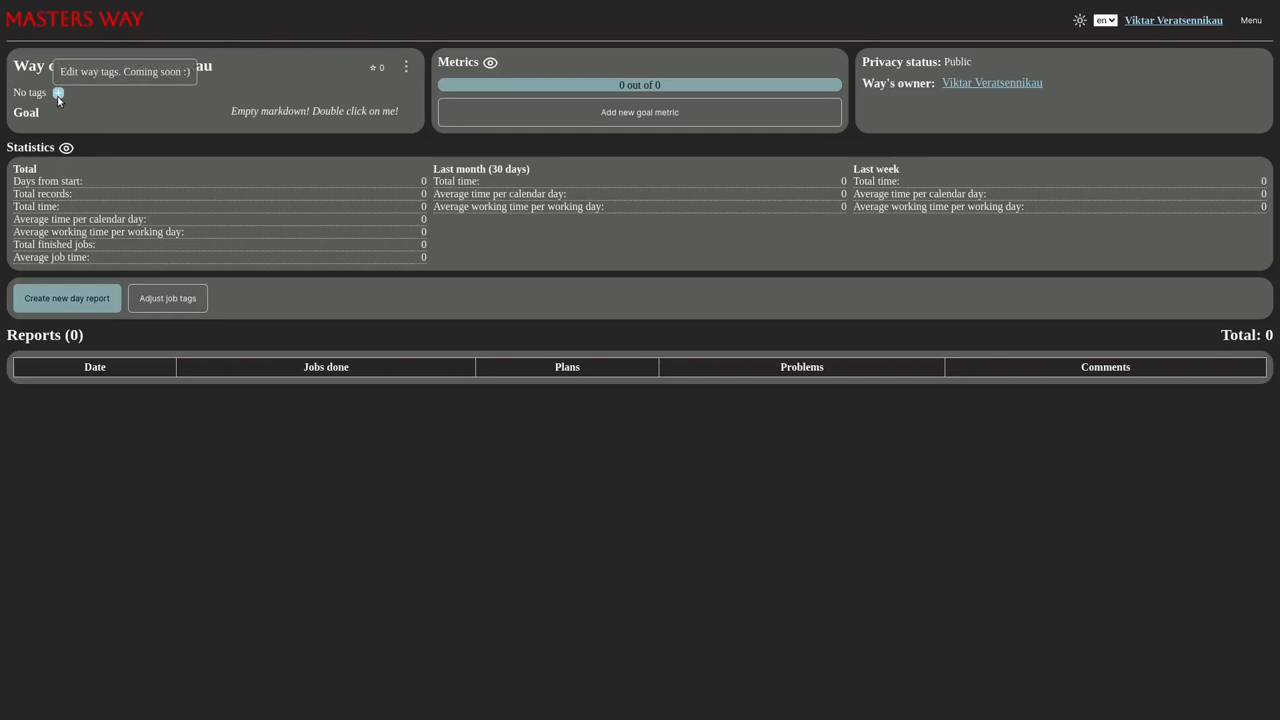 MASTERS WAY
en
Viktar Veratsennikau
Menu
Way
au
☆ 0
Edit way tags. Coming soon :)
No tags
Goal
Empty markdown! Double click on me!
Metrics
0 out of 0
Add new goal metric
Privacy status: Public
Way's owner: Viktar Veratsennikau
Statistics
Total
Days from start: 0
Total records: 0
Total time: 0
Average time per calendar day: 0
Average working time per working day: 0
Total finished jobs: 0
Average job time: 0
Last month (30 days)
Total time: 0
Average time per calendar day: 0
Average working time per working day: 0
Last week
Total time: 0
Average time per calendar day: 0
Average working time per working day: 0
Create new day report
Adjust job tags
Reports (0)
Total: 0
Date
Jobs done
Plans
Problems
Comments